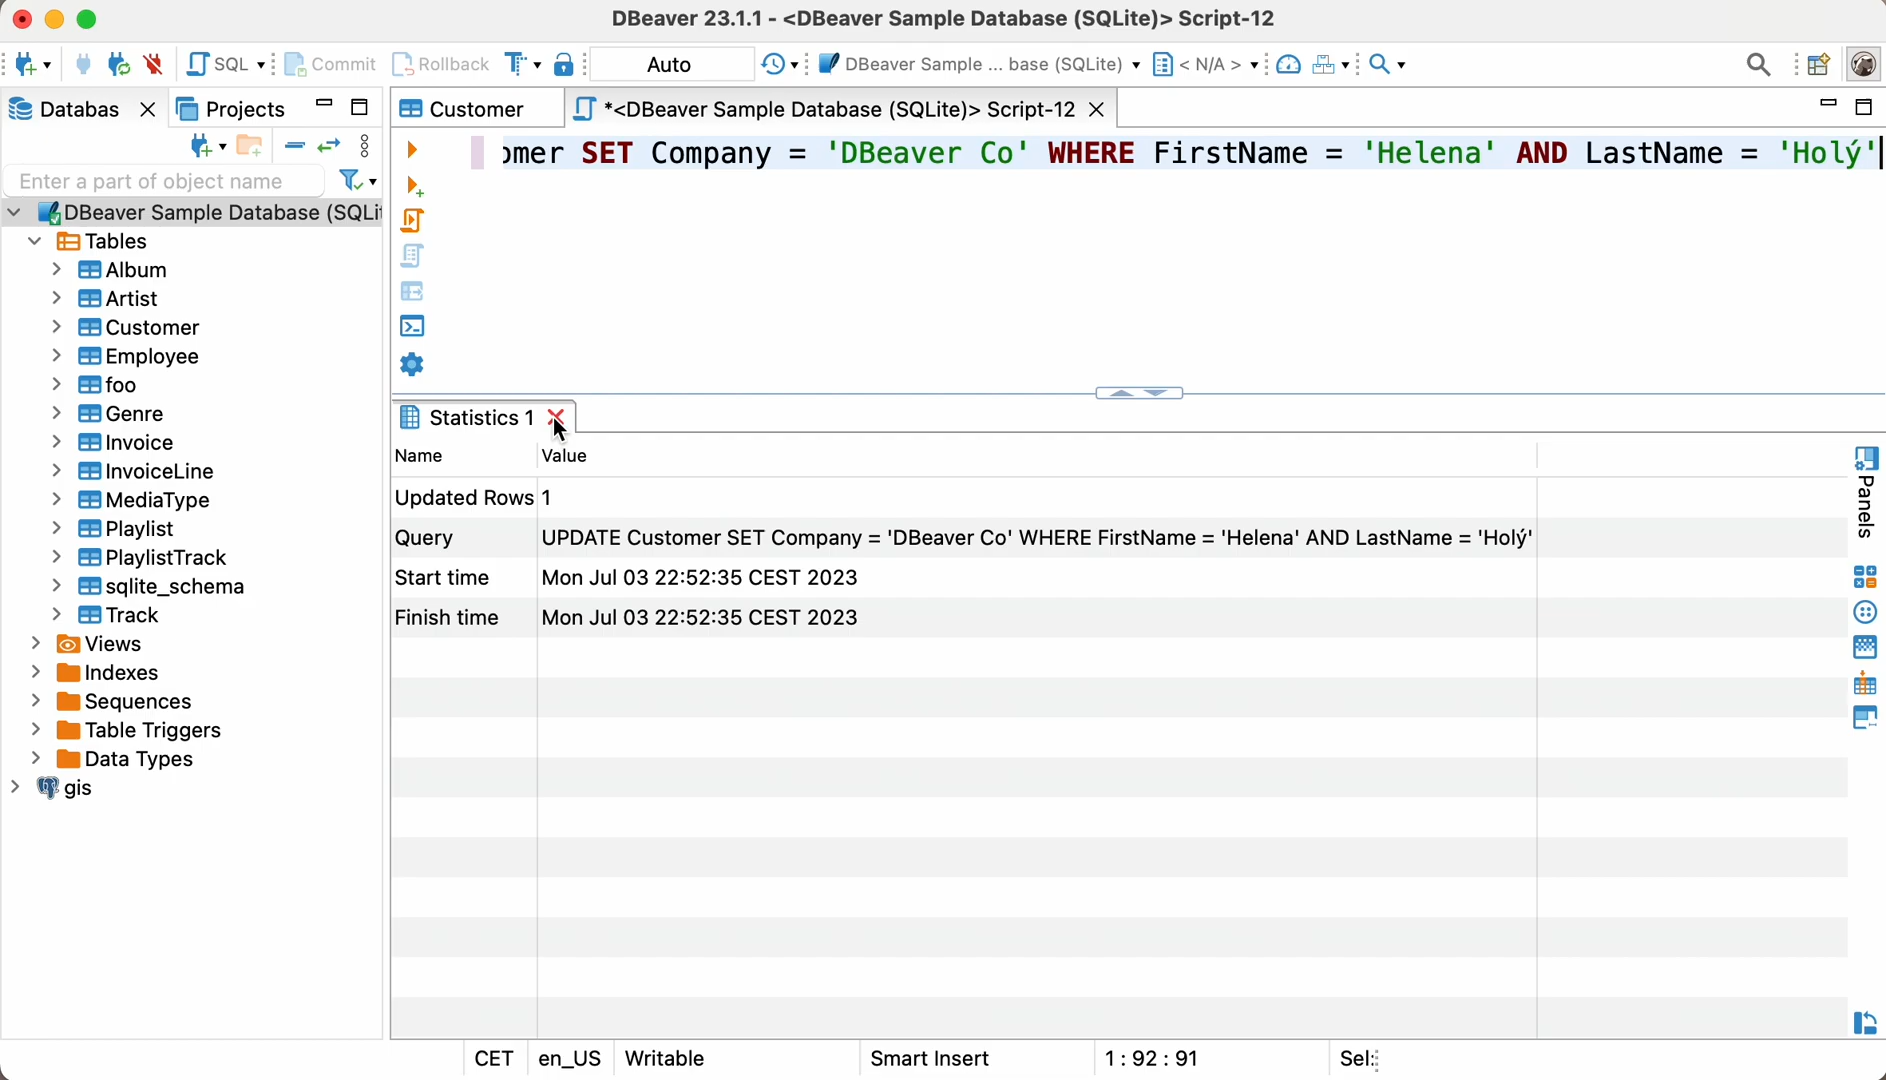 DBeaver 23.1.1 - <DBeaver Sample Database (SQLite)> Script-12
SQL Commit Rollback Auto DBeaver Sample ... base (SQLite) < N/A >
Databas Projects
Customer *<DBeaver Sample Database (SQLite)> Script-12
Enter a part of object name
omer SET Company = 'DBeaver Co' WHERE FirstName = 'Helena' AND LastName = 'Holý'
DBeaver Sample Database (SQLit
Tables
Album
Artist
Customer
Employee
foo
Genre
Invoice
InvoiceLine
MediaType
Playlist
PlaylistTrack
sqlite_schema
Track
Views
Indexes
Sequences
Table Triggers
Data Types
gis
Statistics 1
Name Value
Updated Rows 1
Query UPDATE Customer SET Company = 'DBeaver Co' WHERE FirstName = 'Helena' AND LastName = 'Holý'
Start time Mon Jul 03 22:52:35 CEST 2023
Finish time Mon Jul 03 22:52:35 CEST 2023
Panels
CET en_US Writable Smart Insert 1 : 92 : 91 Sel: